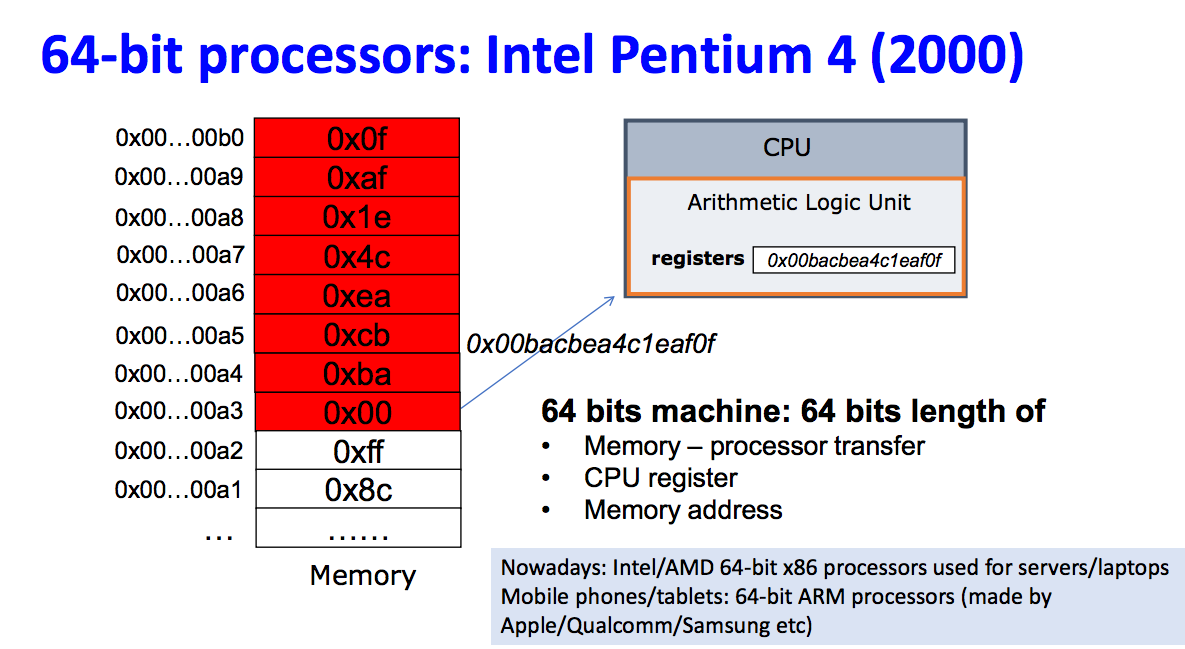 64-bit processors: Intel Pentium 4 (2000)
0x00…00b0 0x0f
0x00…00a9 0xaf
0x00…00a8 0x1e
0x00…00a7 0x4c
0x00…00a6 0xea
0x00…00a5 0xcb
0x00…00a4 0xba
0x00…00a3 0x00
0x00…00a2 0xff
0x00…00a1 0x8c
… ……
Memory
CPU
Arithmetic Logic Unit
registers 0x00bacbea4c1eaf0f
0x00bacbea4c1eaf0f
64 bits machine: 64 bits length of
• Memory – processor transfer
• CPU register
• Memory address
Nowadays: Intel/AMD 64-bit x86 processors used for servers/laptops
Mobile phones/tablets: 64-bit ARM processors (made by
Apple/Qualcomm/Samsung etc)